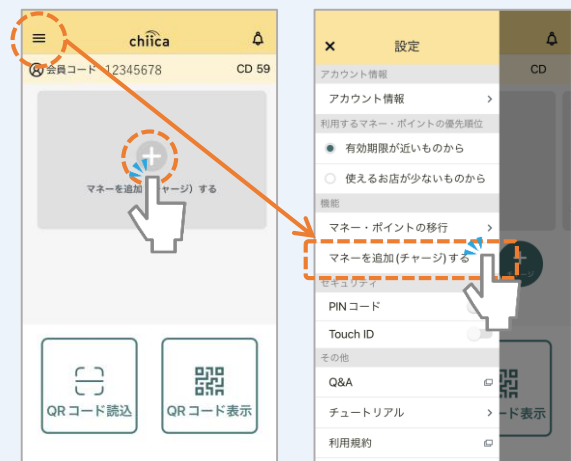 chiica
会員コード 12345678
CD 59
マネーを追加(チャージ)する
QRコード読込
QRコード表示
設定
CD
アカウント情報
アカウント情報
利用するマネー・ポイントの優先順位
有効期限が近いものから
使えるお店が少ないものから
機能
マネー・ポイントの移行
マネーを追加(チャージ)する
セキュリティ
PINコード
Touch ID
その他
Q&A
チュートリアル
ード表示
利用規約